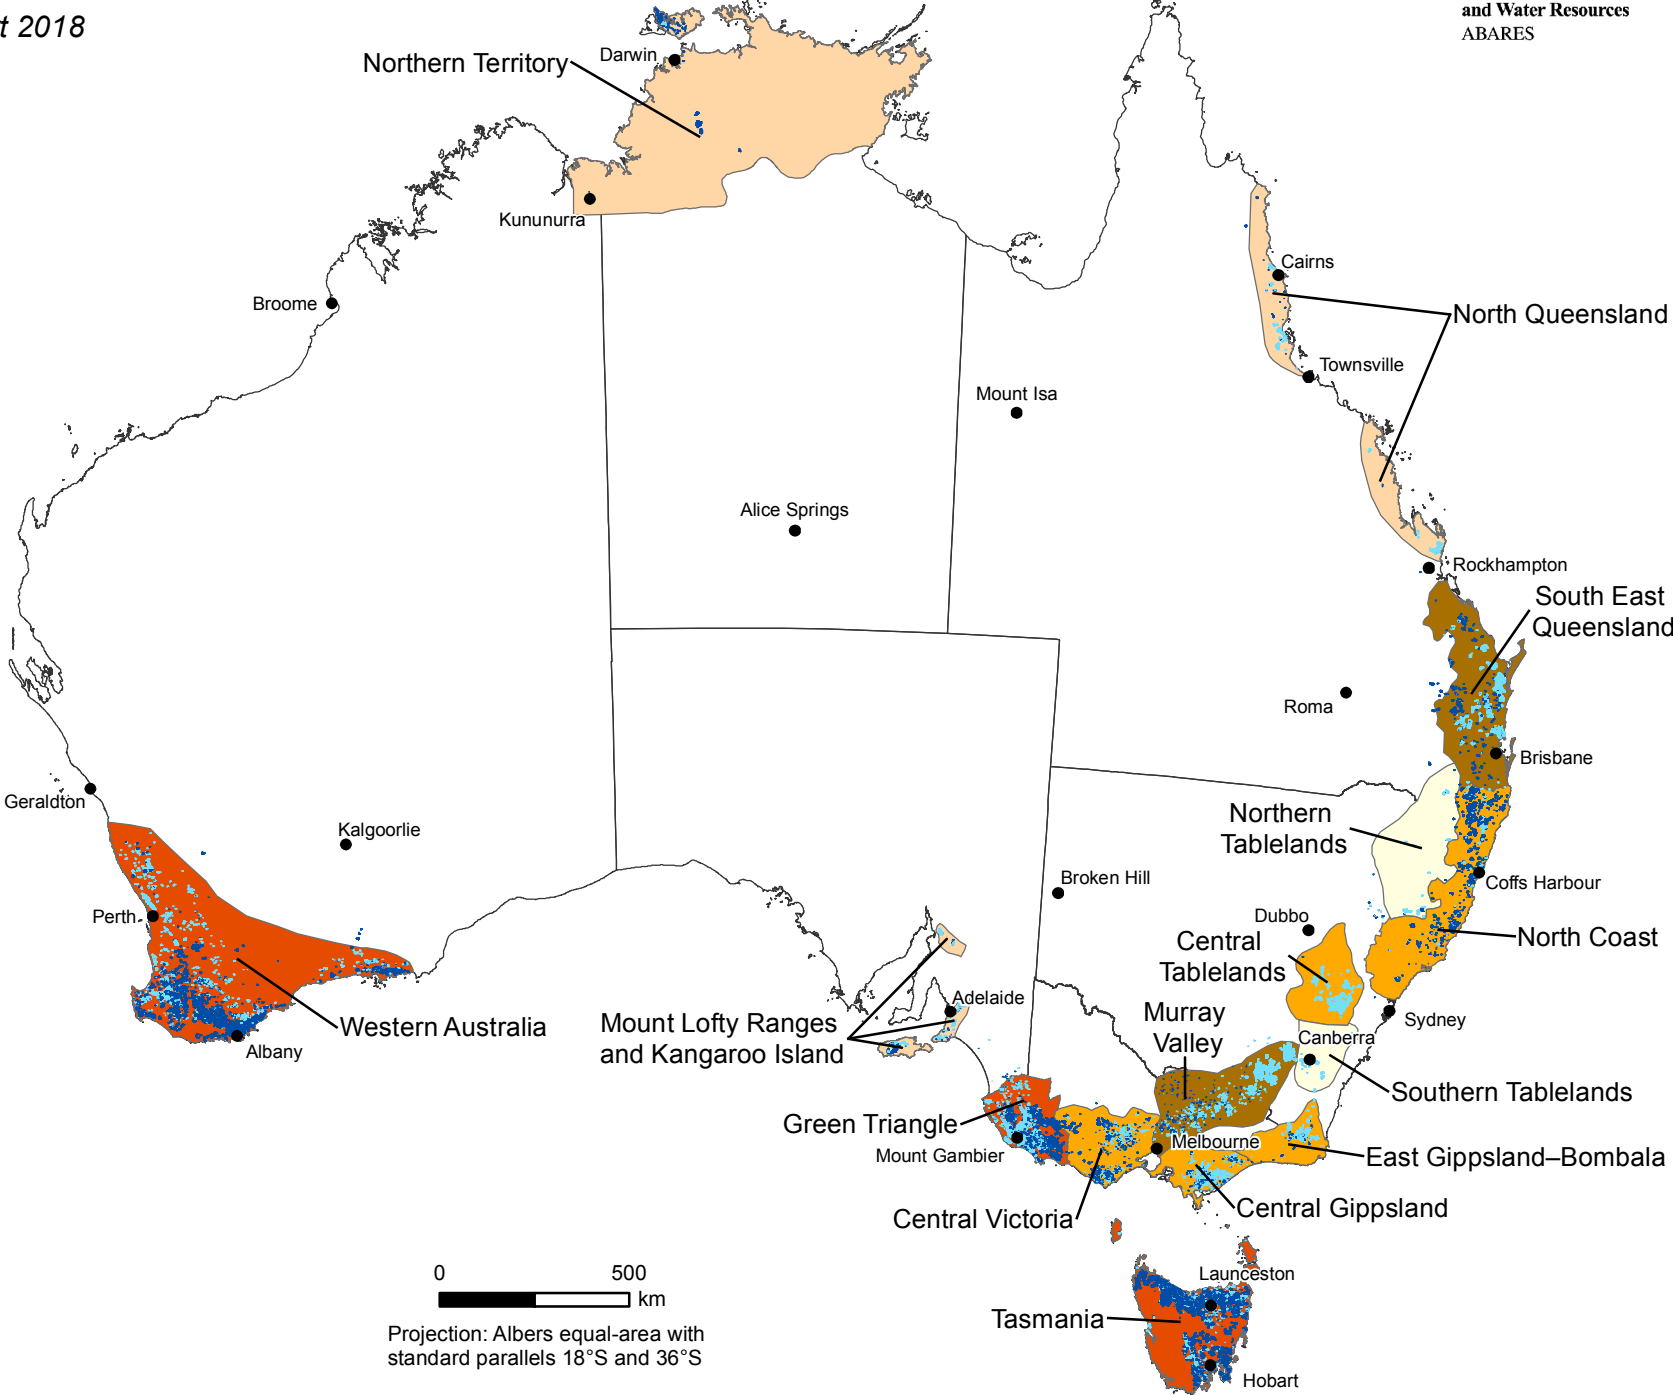 t 2018
and Water Resources
ABARES
Darwin
Northern Territory
Kununurra
Cairns
Broome
North Queensland
Townsville
Mount Isa
Alice Springs
Rockhampton
South East
Queensland
Roma
Brisbane
Geraldton
Northern
Tablelands
Kalgoorlie
Broken Hill
Coffs Harbour
Perth
Dubbo
Central
Tablelands
North Coast
Adelaide
Murray
Valley
Sydney
Western Australia
Mount Lofty Ranges
and Kangaroo Island
Canberra
Albany
Southern Tablelands
Green Triangle
Melbourne
Mount Gambier
East Gippsland–Bombala
Central Gippsland
Central Victoria
0 500
km
Launceston
Tasmania
Projection: Albers equal-area with
standard parallels 18°S and 36°S
Hobart